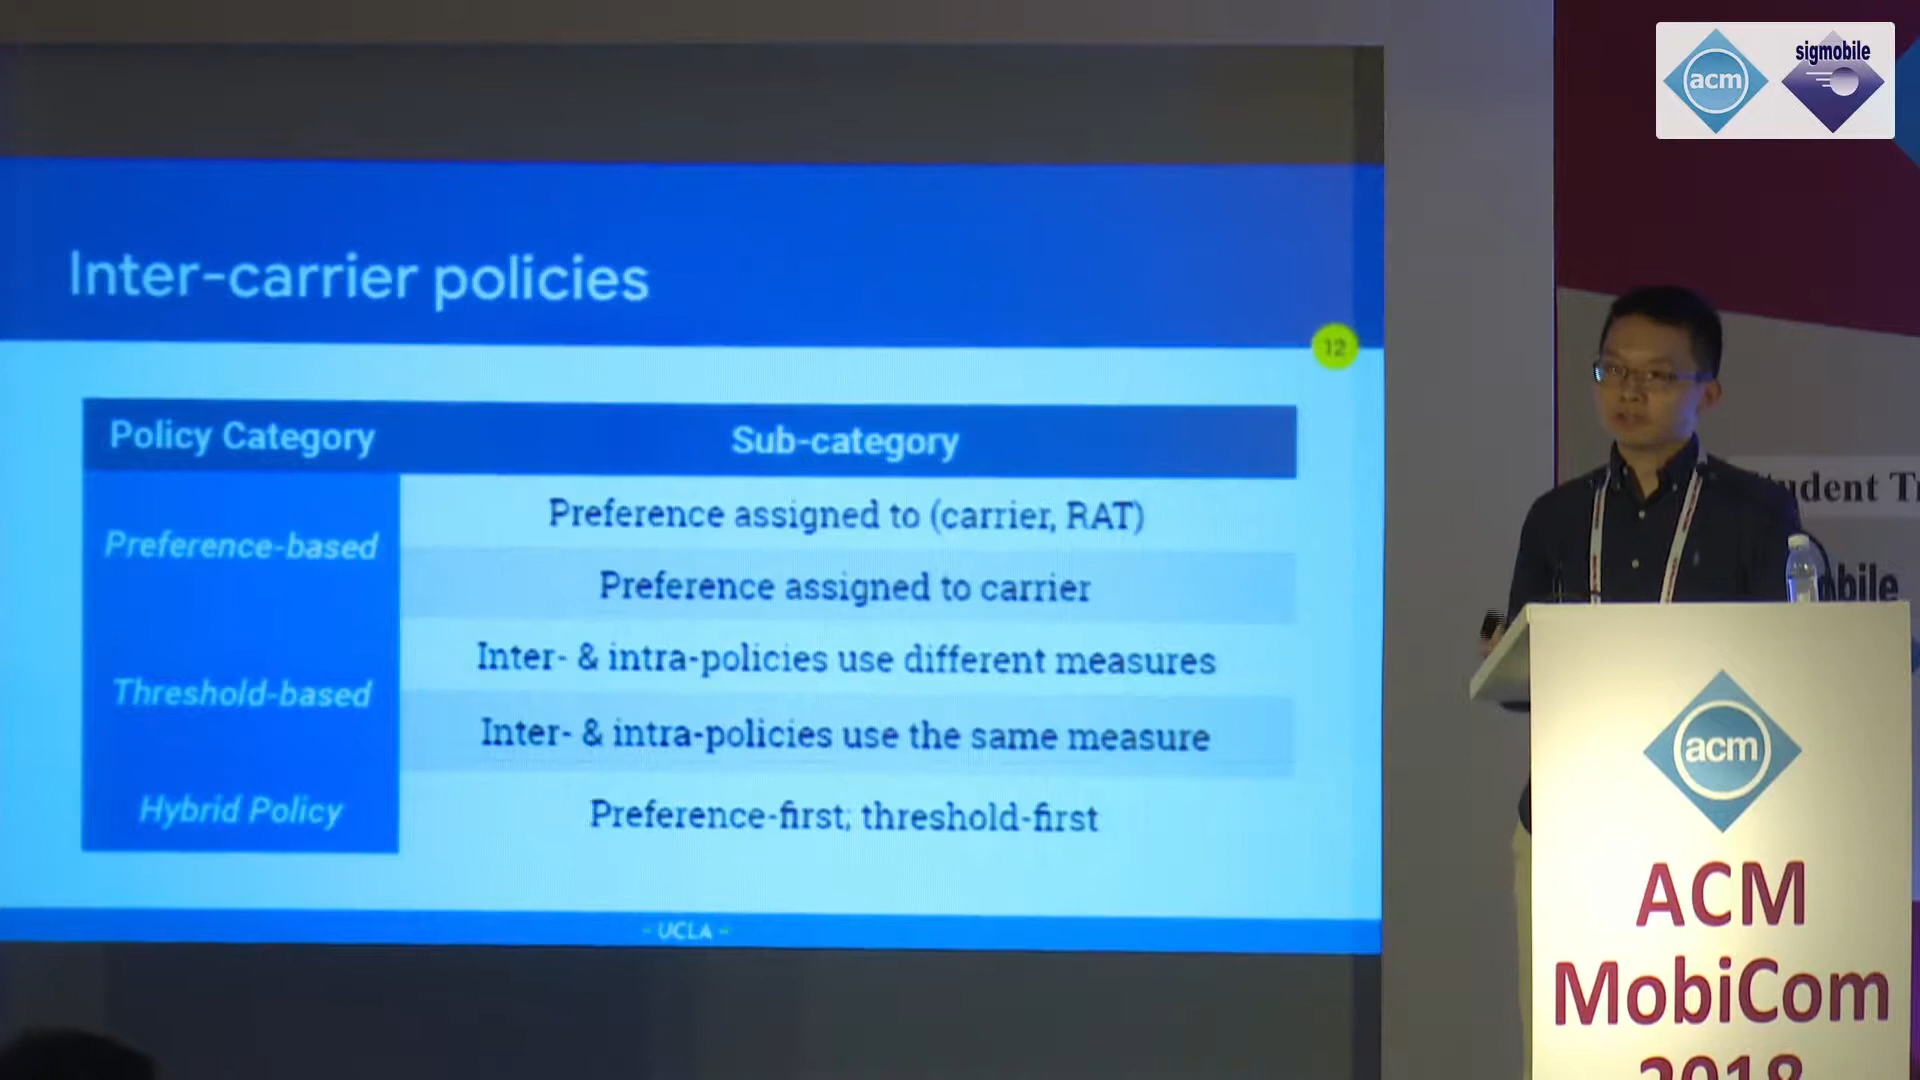 acm
sigmobile
Inter-carrier policies
12
Policy Category
Sub-category
Preference-based
Preference assigned to (carrier, RAT)
Preference assigned to carrier
Threshold-based
Inter- & intra-policies use different measures
Inter- & intra-policies use the same measure
Hybrid Policy
Preference-first; threshold-first
- UCLA -
acm
ACM
MobiCom
2018